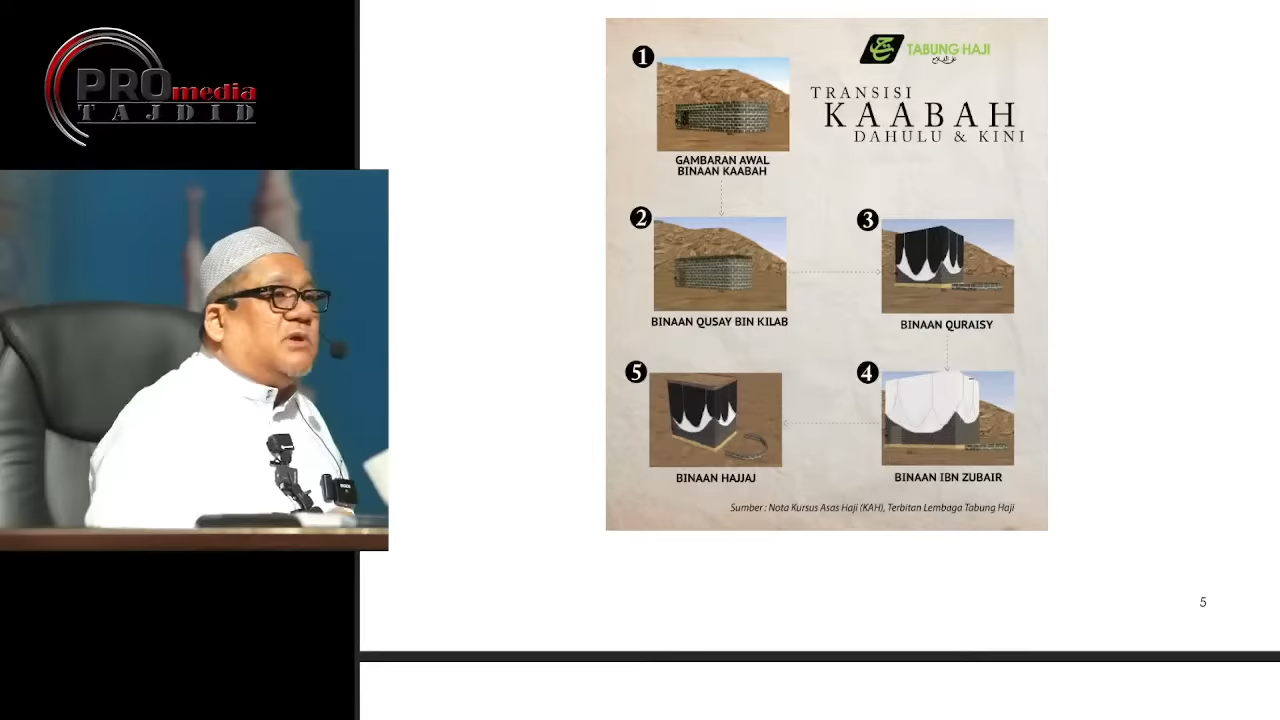 PROmedia
TAJDID
TABUNG HAJI
TRANSISI
KAABAH
DAHULU & KINI
1
GAMBARAN AWAL
BINAAN KAABAH
2
BINAAN QUSAY BIN KILAB
3
BINAAN QURAISY
5
BINAAN HAJJAJ
4
BINAAN IBN ZUBAIR
Sumber : Nota Kursus Asas Haji (KAH), Terbitan Lembaga Tabung Haji
5